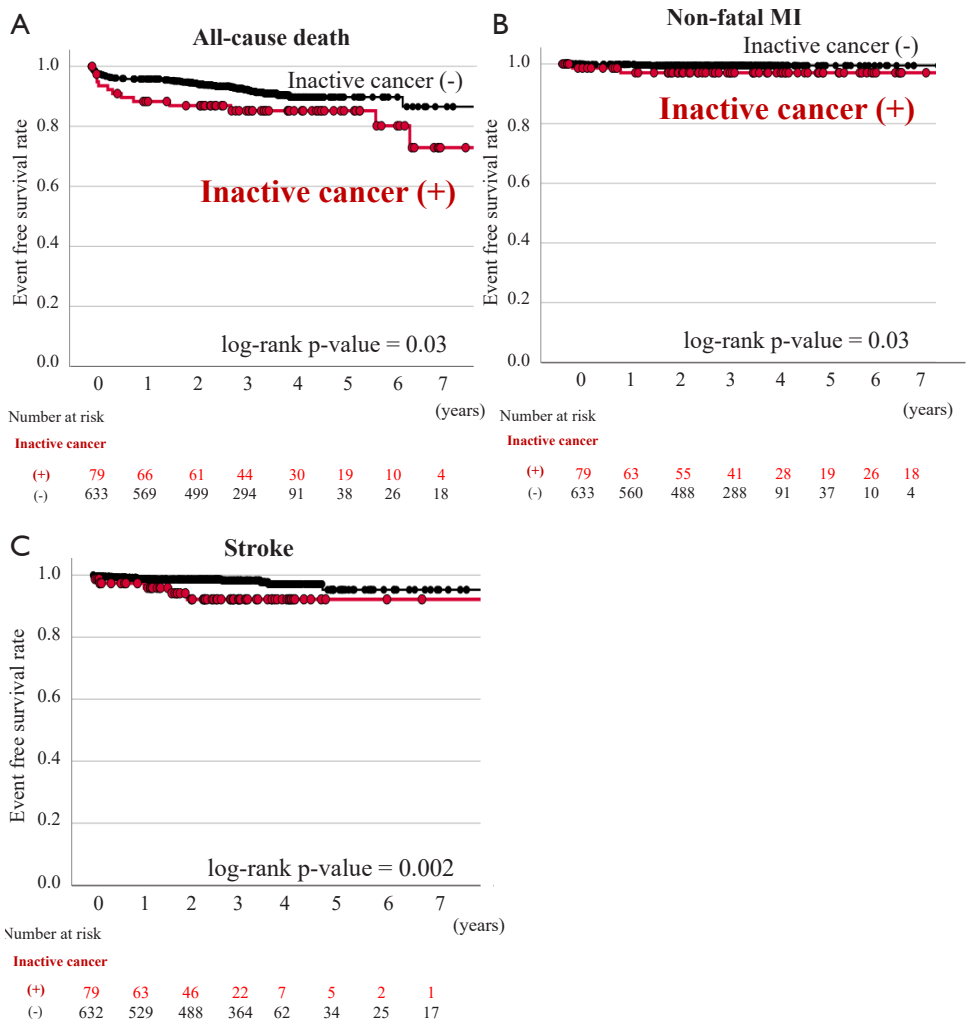 A
All-cause death
Event free survival rate
1.0
0.8
0.6
0.4
0.2
0.0
Inactive cancer (-)
Inactive cancer (+)
log-rank p-value = 0.03
0 1 2 3 4 5 6 7
(years)
Number at risk
Inactive cancer
(+) 79 66 61 44 30 19 10 4
(-) 633 569 499 294 91 38 26 18
B
Non-fatal MI
Event free survival rate
1.0
0.8
0.6
0.4
0.2
0.0
Inactive cancer (-)
Inactive cancer (+)
log-rank p-value = 0.03
0 1 2 3 4 5 6 7
(years)
Number at risk
Inactive cancer
(+) 79 63 55 41 28 19 26 18
(-) 633 560 488 288 91 37 10 4
C
Stroke
Event free survival rate
1.0
0.8
0.6
0.4
0.2
0.0
log-rank p-value = 0.002
0 1 2 3 4 5 6 7
(years)
Number at risk
Inactive cancer
(+) 79 63 46 22 7 5 2 1
(-) 632 529 488 364 62 34 25 17